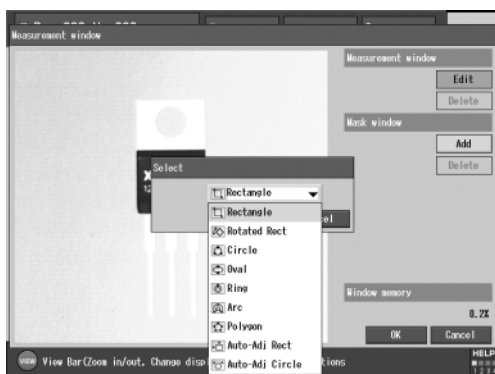 Measurement window
Measurement window
Edit
Delete
Mask window
Add
Delete
X
12
Select
Rectangle
Rectangle
Rotated Rect
Circle
Oval
Ring
Arc
Polygon
Auto-Adj Rect
Auto-Adj Circle
Window memory
0.2%
OK
Cancel
VIEW
View Bar(Zoom in/out, Change
HELP